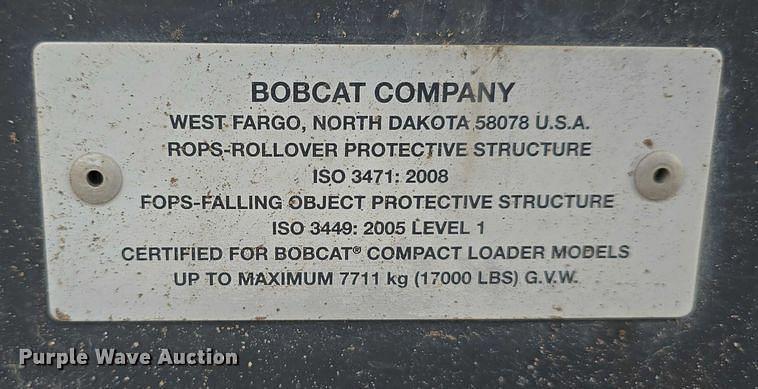 BOBCAT COMPANY
WEST FARGO, NORTH DAKOTA 58078 U.S.A.
ROPS-ROLLOVER PROTECTIVE STRUCTURE
ISO 3471: 2008
FOPS-FALLING OBJECT PROTECTIVE STRUCTURE
ISO 3449: 2005 LEVEL 1
CERTIFIED FOR BOBCAT® COMPACT LOADER MODELS
UP TO MAXIMUM 7711 kg (17000 LBS) G.V.W.
Purple Wave Auction